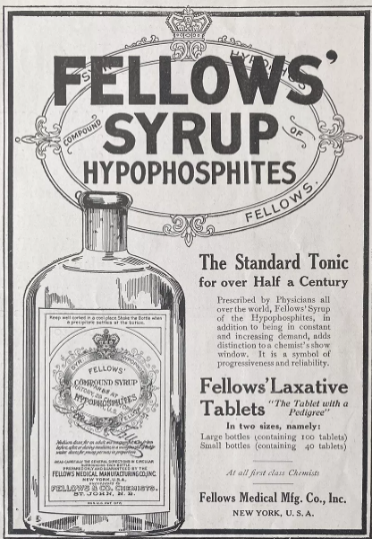 FELLOWS'
SYRUP
HYPOPHOSPHITES
COMPOUND
OF
FELLOWS.
The Standard Tonic
for over Half a Century
Prescribed by Physicians all
over the world, Fellows' Syrup
of the Hypophosphites, in
addition to being in constant
and increasing demand, adds
distinction to a chemist's show
window. It is a symbol of
progressiveness and reliability.
Fellows' Laxative
Tablets "The Tablet with a
Pedigree"
In two sizes, namely:
Large bottles (containing 100 tablets)
Small bottles (containing 40 tablets)
At all first class Chemists
Fellows Medical Mfg. Co., Inc.
NEW YORK, U. S. A.
Keep well corked in a cool place. Shake the Bottle when
a precipitate settles at the bottom.
FELLOWS'
COMPOUND SYRUP
HYPOPHOSPHITES
FELLOWS MEDICAL MANUFACTURING CO. INC.
NEW YORK, U.S.A.
FELLOWS & CO. CHEMISTS,
ST. JOHN, N. B.